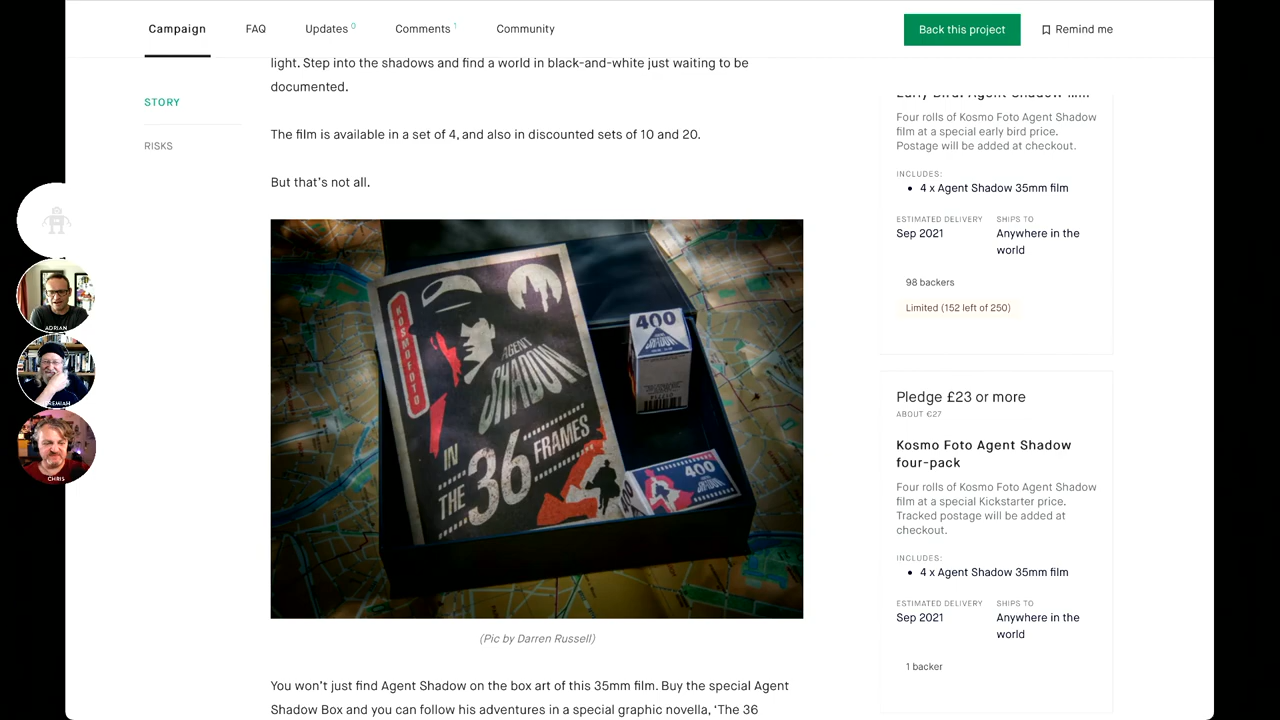 Campaign
FAQ
Updates 0
Comments 1
Community
Back this project
Remind me
STORY
RISKS
light. Step into the shadows and find a world in black-and-white just waiting to
be
documented.
The film is available in a set of 4, and also in discounted sets of 10 and 20.
But that's not all.
KOSMO FOTO
AGENT
SHADOW
IN
THE 36 FRAMES
400
AGENT
SHADOW
400
(Pic by Darren Russell)
You won't just find Agent Shadow on the box art of this 35mm film. Buy the special Agent
Shadow Box and you can follow his adventures in a special graphic novella, 'The 36
Early Bird: Agent Shadow film
Four rolls of Kosmo Foto Agent Shadow
film at a special early bird price.
Postage will be added at checkout.
INCLUDES:
• 4 x Agent Shadow 35mm film
ESTIMATED DELIVERY
Sep 2021
SHIPS TO
Anywhere in the
world
98 backers
Limited (152 left of 250)
Pledge £23 or more
ABOUT €27
Kosmo Foto Agent Shadow
four-pack
Four rolls of Kosmo Foto Agent Shadow
film at a special Kickstarter price.
Tracked postage will be added at
checkout.
INCLUDES:
• 4 x Agent Shadow 35mm film
ESTIMATED DELIVERY
Sep 2021
SHIPS TO
Anywhere in the
world
1 backer
ADRIAN
CHRIS